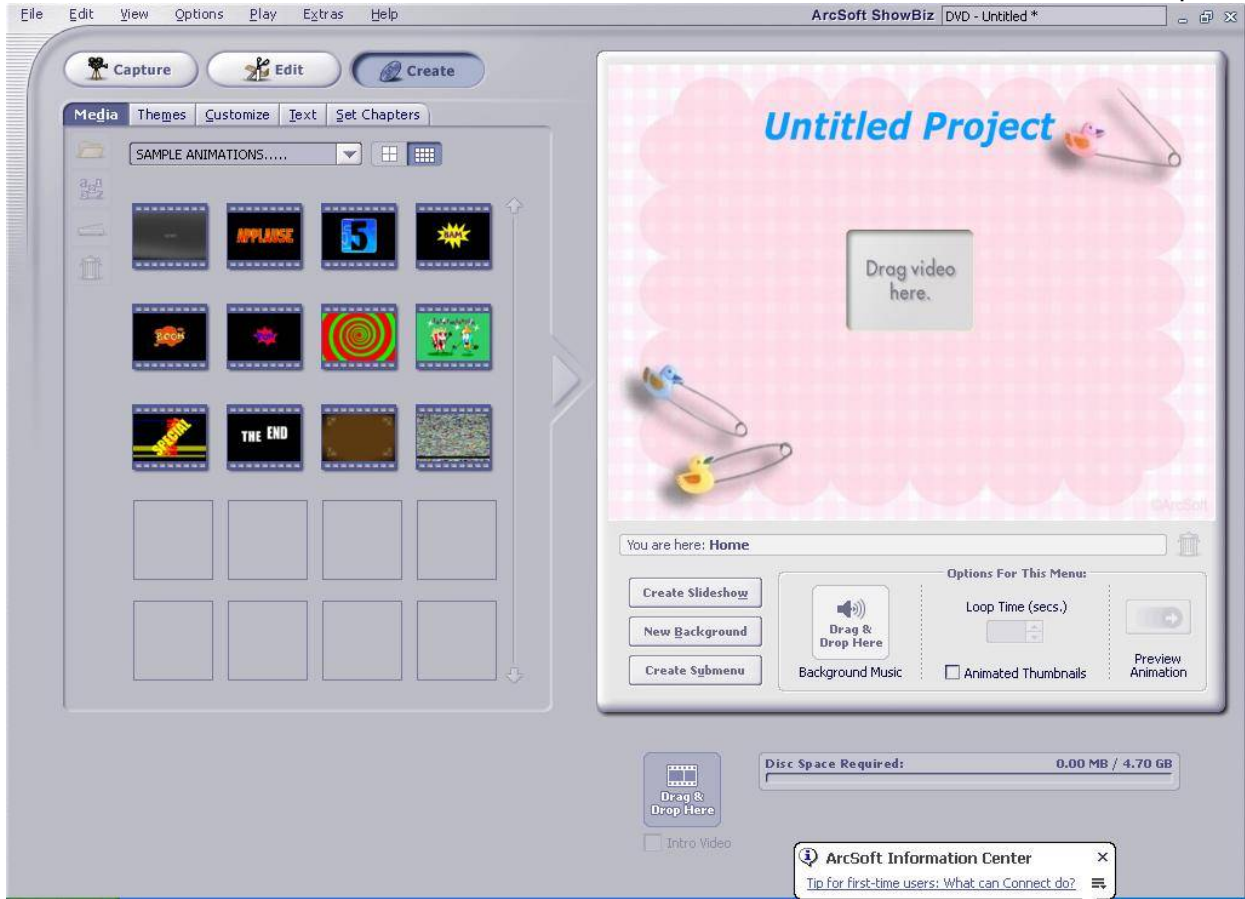 File Edit View Options Play Extras Help
ArcSoft ShowBiz DVD - Untitled *
Capture Edit Create
Media Themes Customize Text Set Chapters
SAMPLE ANIMATIONS.....
APPLAUSE 5 BAM
BOOM
SPECIAL THE END
Untitled Project
Drag video
here.
©ArcSoft
You are here: Home
Create Slideshow
New Background
Create Submenu
Options For This Menu:
Drag &
Drop Here
Background Music
Loop Time (secs.)
Animated Thumbnails
Preview
Animation
Drag &
Drop Here
Intro Video
Disc Space Required: 0.00 MB / 4.70 GB
ArcSoft Information Center
Tip for first-time users: What can Connect do?